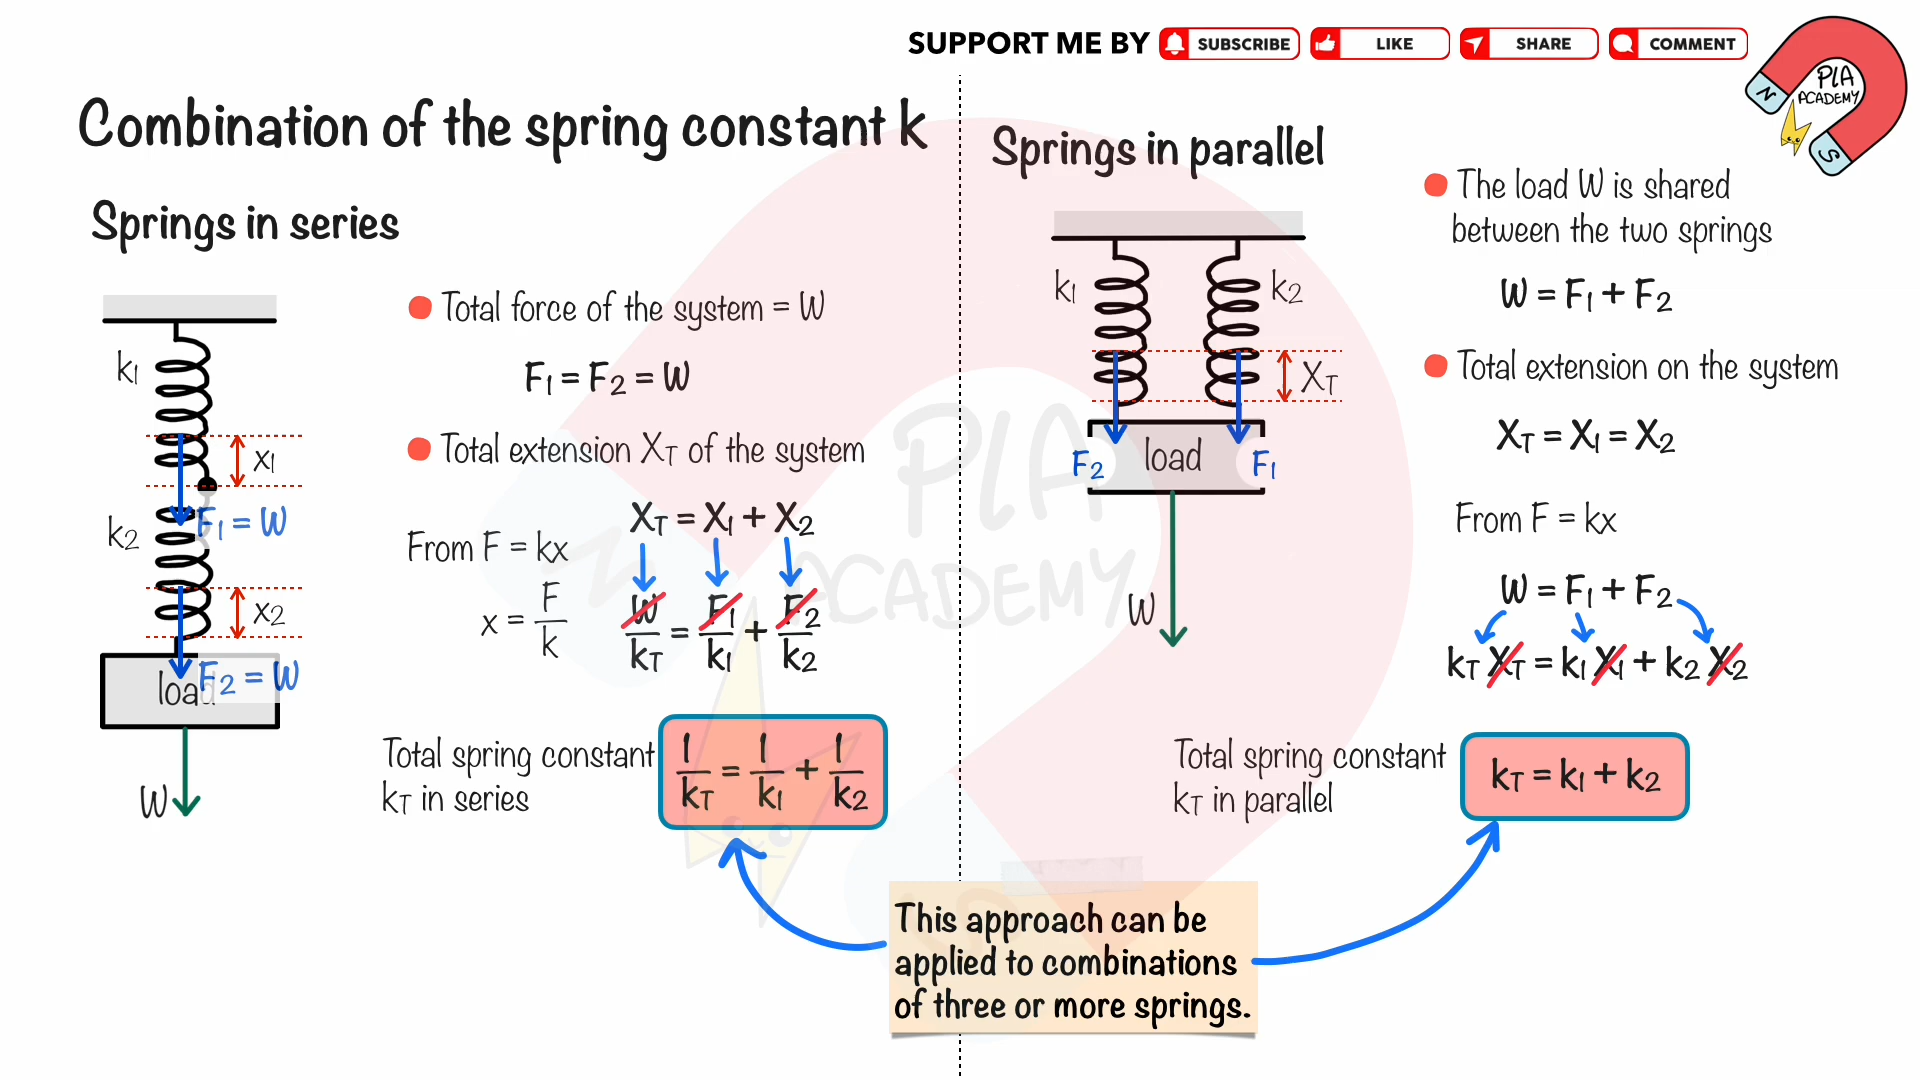 SUPPORT ME BY SUBSCRIBE LIKE SHARE COMMENT
PLA
ACADEMY
N
S
Combination of the spring constant k
Springs in series
k1
x1
F1 = W
k2
x2
F2 = W
load
W
Total force of the system = W
F1 = F2 = W
Total extension XT of the system
XT = X1 + X2
From F = kx
x = F/k
W/kT = F1/k1 + F2/k2
Total spring constant
kT in series
1/kT = 1/k1 + 1/k2
Springs in parallel
k1
k2
XT
F2
load
F1
W
The load W is shared
between the two springs
W = F1 + F2
Total extension on the system
XT = X1 = X2
From F = kx
W = F1 + F2
kT XT = k1 X1 + k2 X2
Total spring constant
kT in parallel
kT = k1 + k2
This approach can be
applied to combinations
of three or more springs.
PLA
ACADEMY